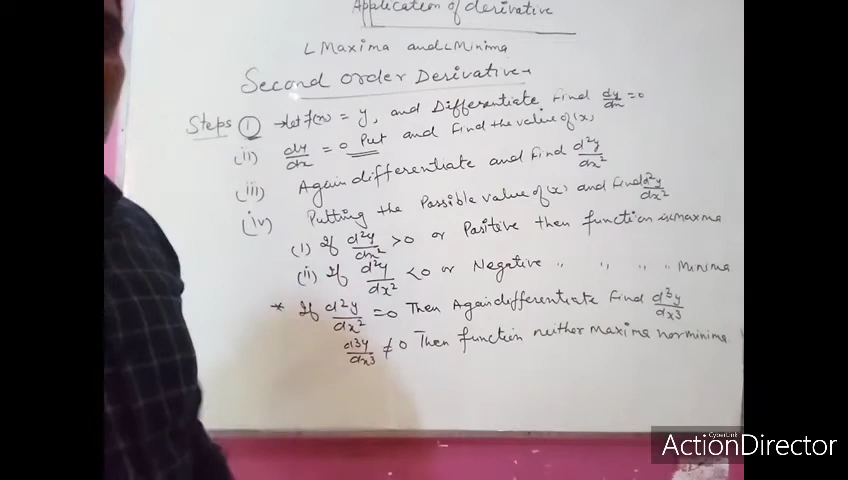 Application of derivative
L Maxima and L Minima
Second order Derivative
Steps (1) → Let f(x) = y, and Differentiate. Find dy/dx = 0
(ii) dy/dx = 0 Put and find the value of (x)
(iii) Again differentiate and find d²y/dx²
(iv) Putting the Possible value of (x) and find d²y/dx²
(i) If d²y/dx² > 0 or Positive then function is maxima
(ii) If d²y/dx² < 0 or Negative " " " " Minima
* If d²y/dx² = 0 Then Again differentiate find d³y/dx³
d³y/dx³ ≠ 0 Then function neither maxima nor minima
CyberLink
ActionDirector